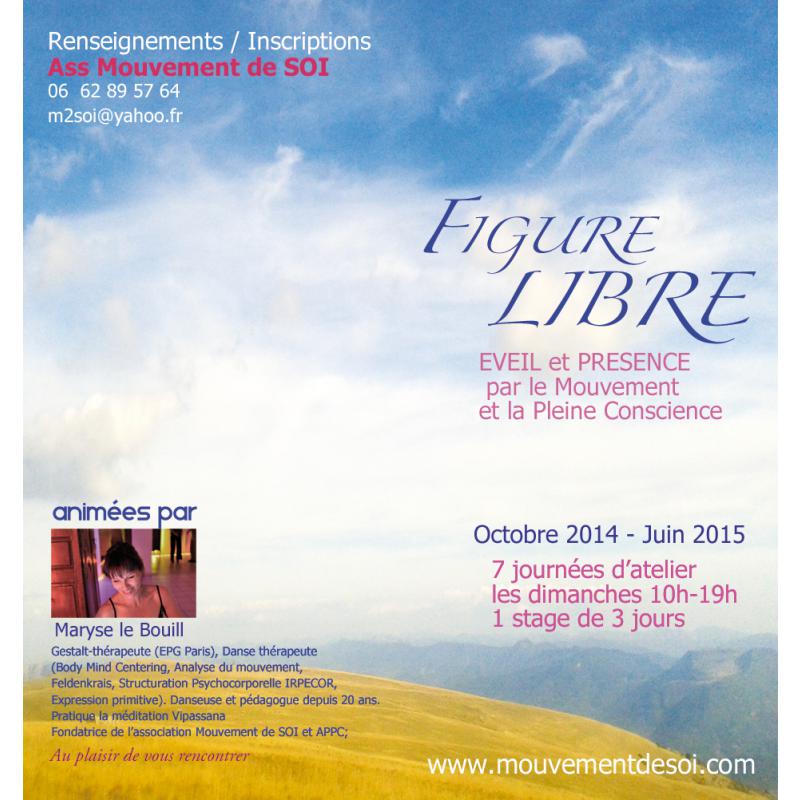 Renseignements / Inscriptions
Ass Mouvement de SOI
06 62 89 57 64
m2soi@yahoo.fr
FIGURE
LIBRE
EVEIL et PRESENCE
par le Mouvement
et la Pleine Conscience
animées par
Maryse le Bouill
Gestalt-thérapeute (EPG Paris), Danse thérapeute
(Body Mind Centering, Analyse du mouvement,
Feldenkrais, Structuration Psychocorporelle IRPECOR,
Expression primitive). Danseuse et pédagogue depuis 20 ans.
Pratique la méditation Vipassana
Fondatrice de l'association Mouvement de SOI et APPC;
Au plaisir de vous rencontrer
Octobre 2014 - Juin 2015
7 journées d'atelier
les dimanches 10h-19h
1 stage de 3 jours
www.mouvementdesoi.com